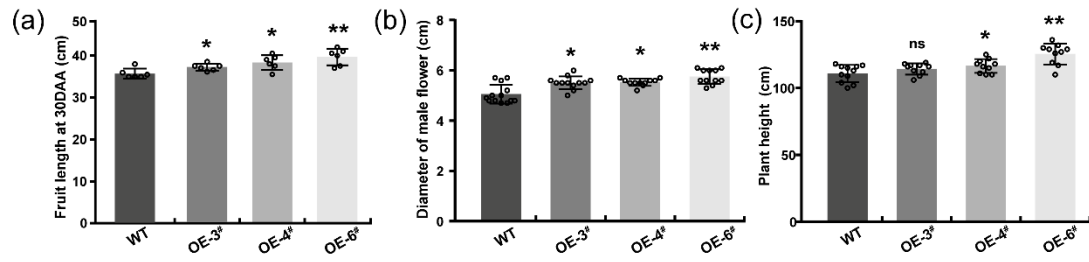 (a)
Fruit length at 30DAA (cm)
50
40
30
20
10
0
*
*
**
WT
OE-3#
OE-4#
OE-6#
(b)
Diameter of male flower (cm)
8
6
4
2
0
*
*
**
WT
OE-3#
OE-4#
OE-6#
(c)
Plant height (cm)
150
100
50
0
ns
*
**
WT
OE-3#
OE-4#
OE-6#